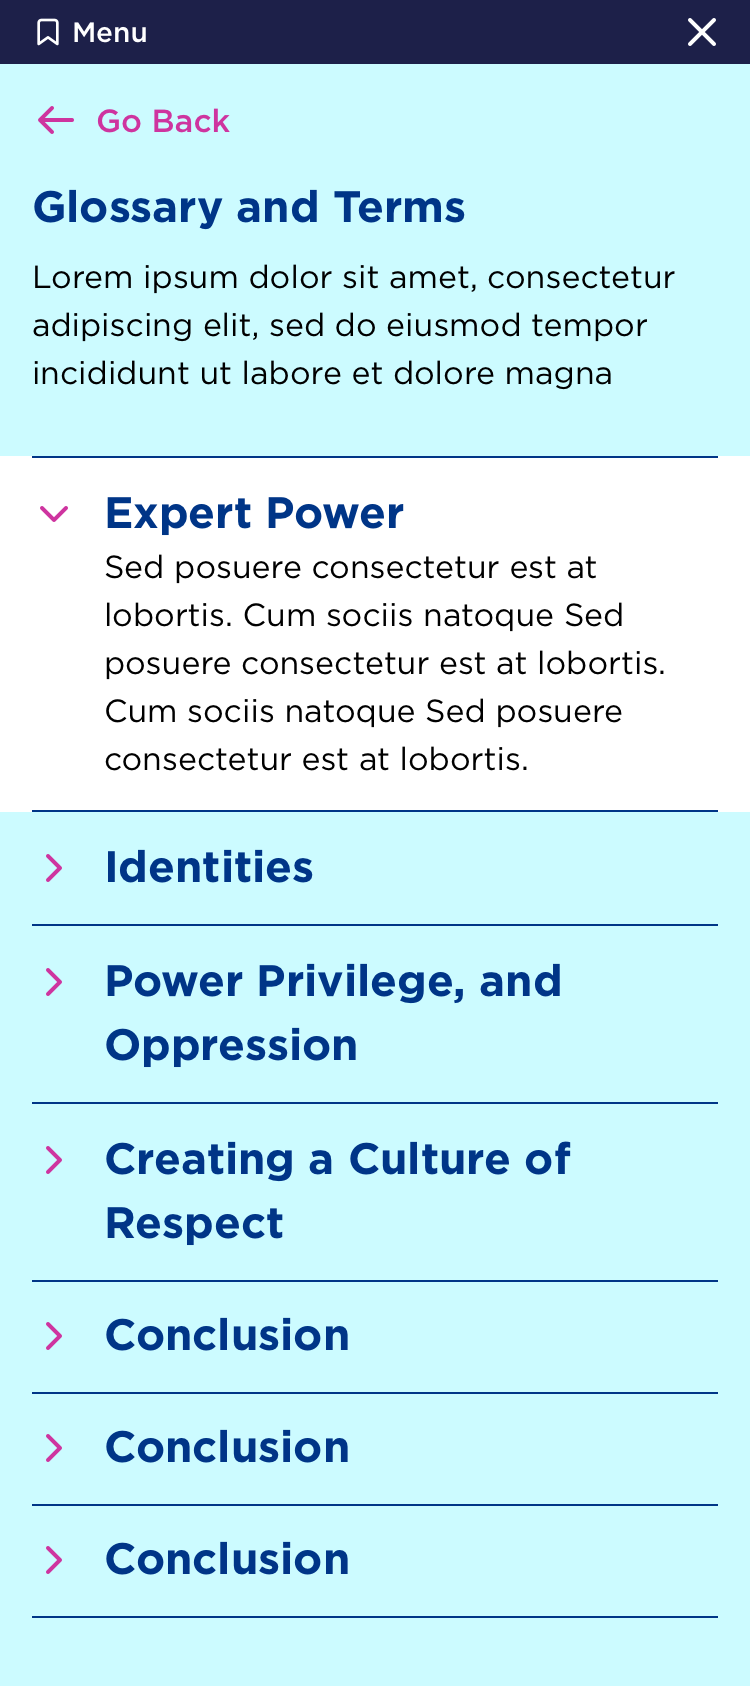 Menu
Go Back
Glossary and Terms
Lorem ipsum dolor sit amet, consectetur
adipiscing elit, sed do eiusmod tempor
incididunt ut labore et dolore magna
Expert Power
Sed posuere consectetur est at
lobortis. Cum sociis natoque Sed
posuere consectetur est at lobortis.
Cum sociis natoque Sed posuere
consectetur est at lobortis.
Identities
Power Privilege, and
Oppression
Creating a Culture of
Respect
Conclusion
Conclusion
Conclusion